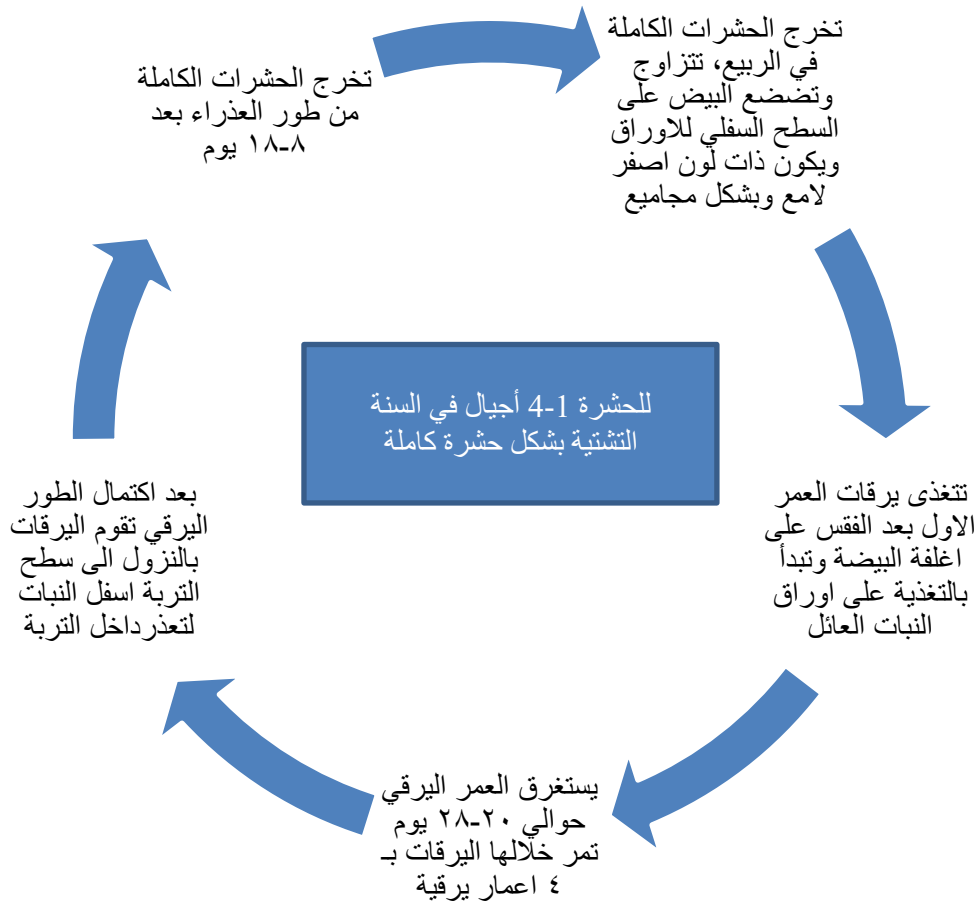 تخرج الحشرات الكاملة
في الربيع، تتزاوج
وتضضع البيض على
السطح السفلي للاوراق
ويكون ذات لون اصفر
لامع وبشكل مجاميع
تتغذى يرقات العمر
الاول بعد الفقس على
اغلفة البيضة وتبدأ
بالتغذية على اوراق
النبات العائل
يستغرق العمر اليرقي
حوالي ٢٠-٢٨ يوم
تمر خلالها اليرقات بـ
٤ اعمار يرقية
بعد اكتمال الطور
اليرقي تقوم اليرقات
بالنزول الى سطح
التربة اسفل النبات
لتعذرداخل التربة
تخرج الحشرات الكاملة
من طور العذراء بعد
٨-١٨ يوم
للحشرة 1-4 أجيال في السنة
التشتية بشكل حشرة كاملة